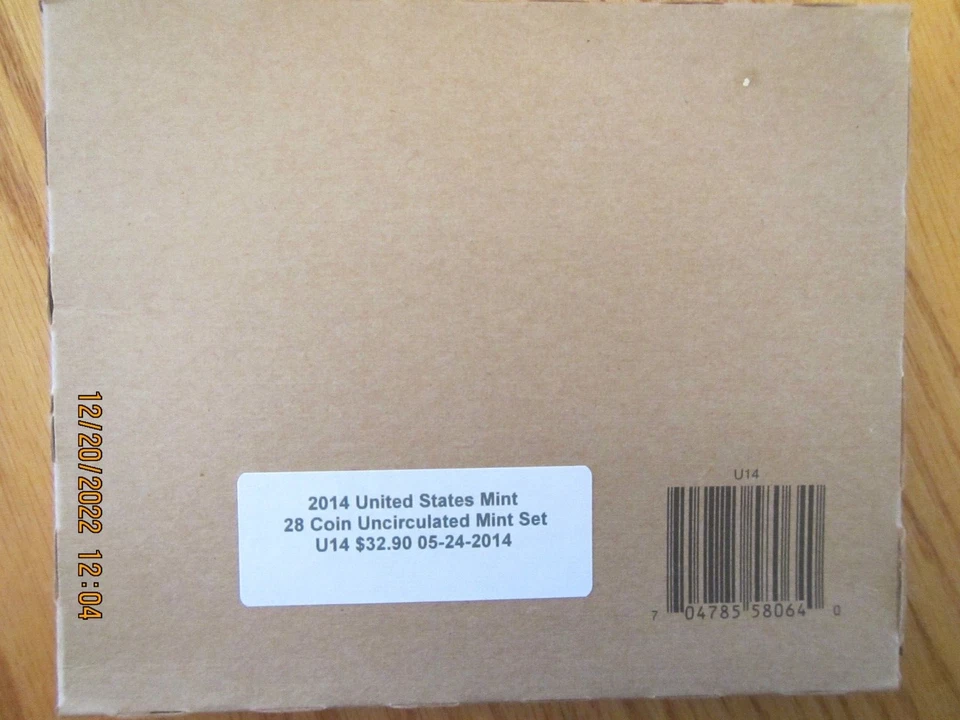 2014 United States Mint
28 Coin Uncirculated Mint Set
U14 $32.90 05-24-2014
U14
7 04785 58064 0
12/20/2022 12:04